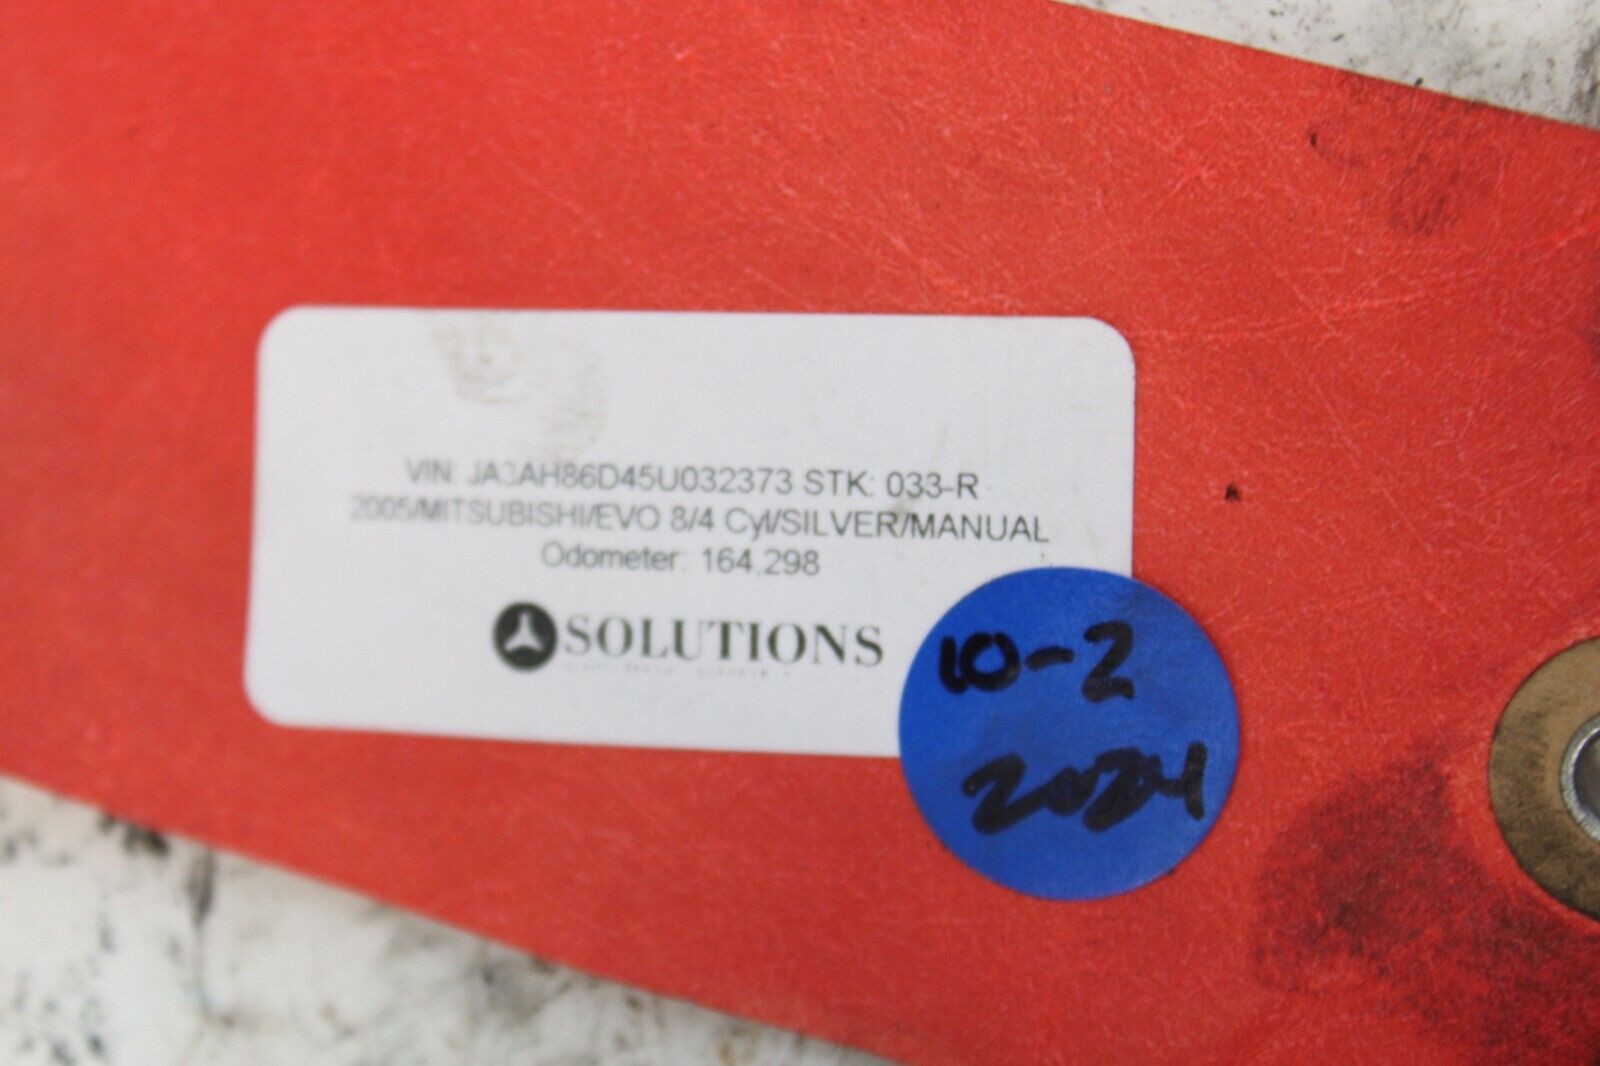 VIN: JA3AH86D45U032373 STK: 033-R
2005/MITSUBISHI/EVO 8/4 Cyl/SILVER/MANUAL
Odometer: 164,298
SOLUTIONS
10-2
2024